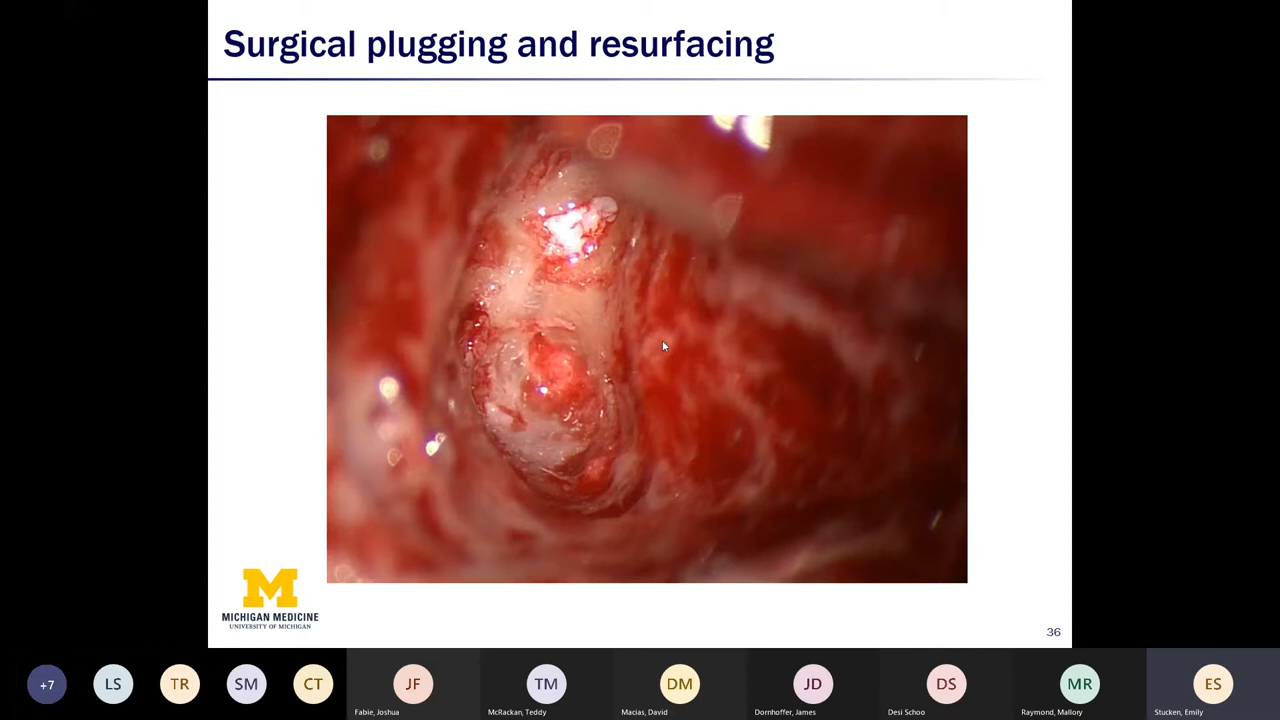 Surgical plugging and resurfacing
M
MICHIGAN MEDICINE
UNIVERSITY OF MICHIGAN
36
+7
LS
TR
SM
CT
JF
TM
DM
JD
DS
MR
ES
Fabie, Joshua
McRackan, Teddy
Macias, David
Dornhoffer, James
Desi Schoo
Raymond, Mallory
Stucken, Emily